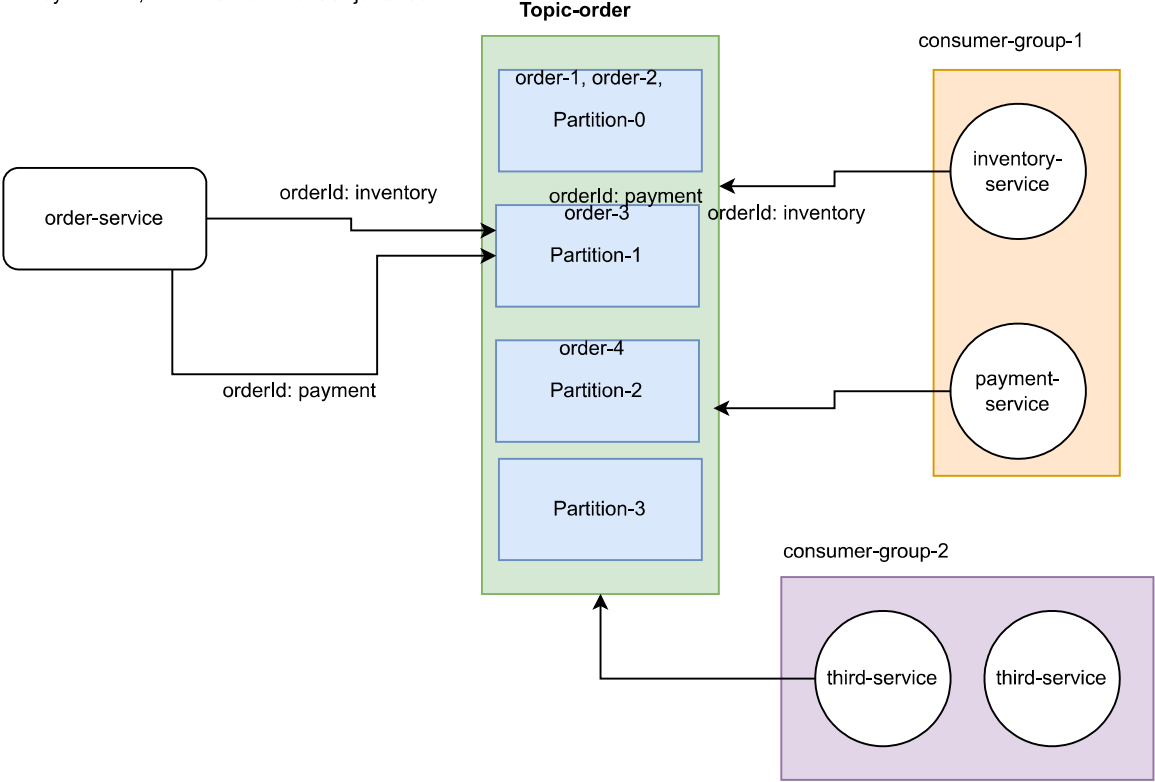 Topic-order
consumer-group-1
order-1, order-2,
Partition-0
inventory-
service
orderId: inventory
orderId: payment
order-service
order-3
orderId: inventory
Partition-1
order-4
payment-
service
orderId: payment
Partition-2
Partition-3
consumer-group-2
third-service
third-service